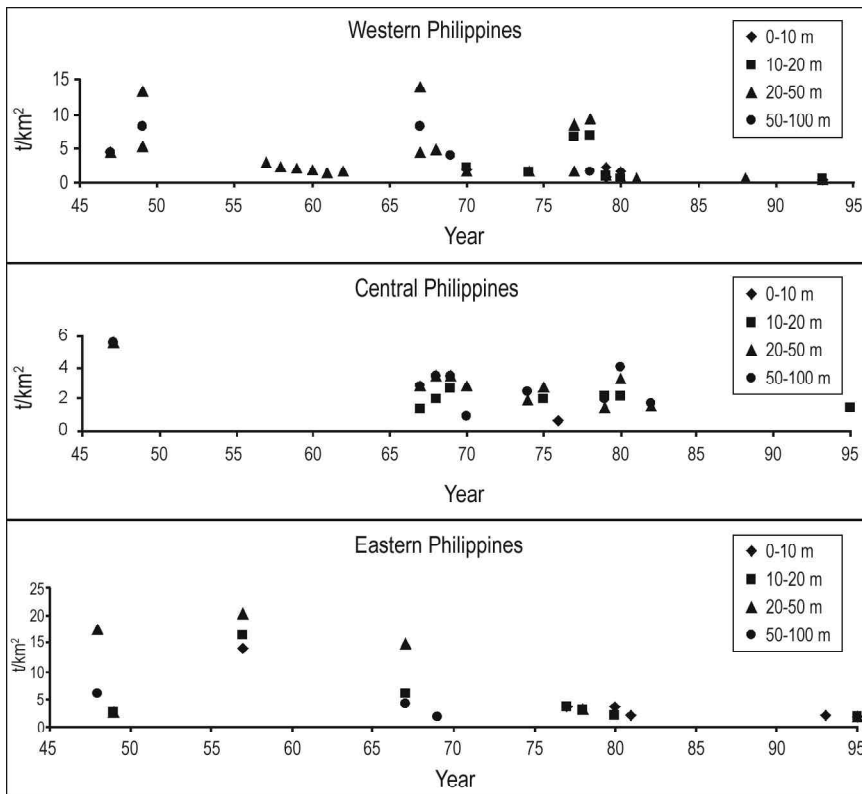 Western Philippines
0-10 m
10-20 m
20-50 m
50-100 m
t/km²
15
10
5
0
45 50 55 60 65 70 75 80 85 90 95
Year
Central Philippines
0-10 m
10-20 m
20-50 m
50-100 m
t/km²
6
4
2
0
45 50 55 60 65 70 75 80 85 90 95
Year
Eastern Philippines
0-10 m
10-20 m
20-50 m
50-100 m
t/km²
25
20
15
10
5
0
45 50 55 60 65 70 75 80 85 90 95
Year